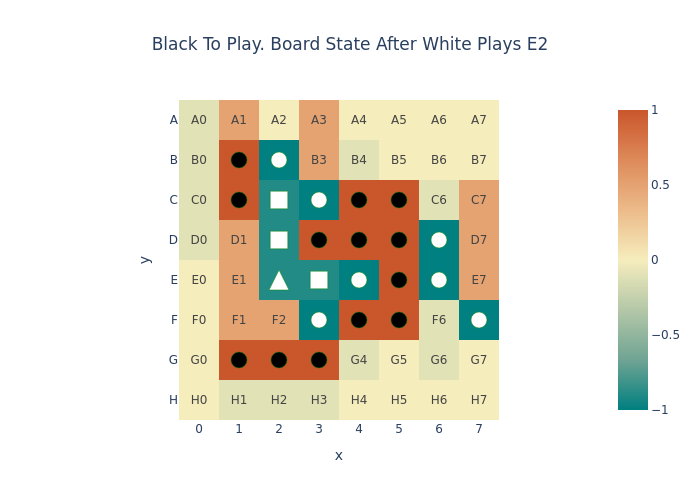 Black To Play. Board State After White Plays E2
A A0 A1 A2 A3 A4 A5 A6 A7
B B0 B3 B4 B5 B6 B7
C C0 C6 C7
D D0 D1 D7
E E0 E1 E7
F F0 F1 F2 F6
G G0 G4 G5 G6 G7
H H0 H1 H2 H3 H4 H5 H6 H7
0 1 2 3 4 5 6 7
x
y
1
0.5
0
−0.5
−1